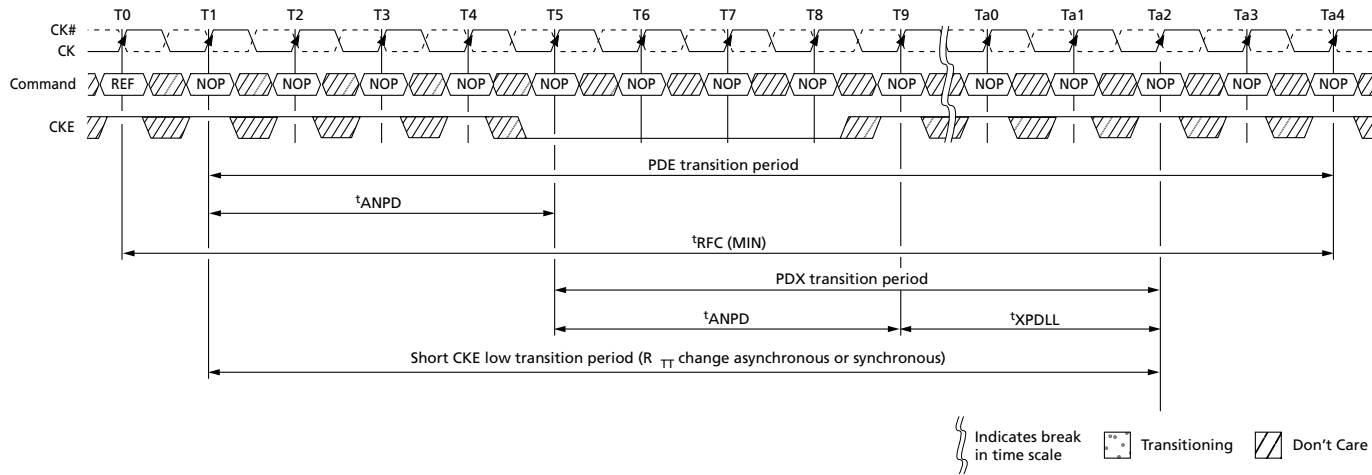 T0 T1 T2 T3 T4 T5 T6 T7 T8 T9 Ta0 Ta1 Ta2 Ta3 Ta4
CK#
CK
Command REF NOP NOP NOP NOP NOP NOP NOP NOP NOP NOP NOP NOP NOP NOP
CKE
PDE transition period
tANPD
tRFC (MIN)
PDX transition period
tANPD tXPDLL
Short CKE low transition period (R TT change asynchronous or synchronous)
Indicates break
in time scale
Transitioning
Don't Care